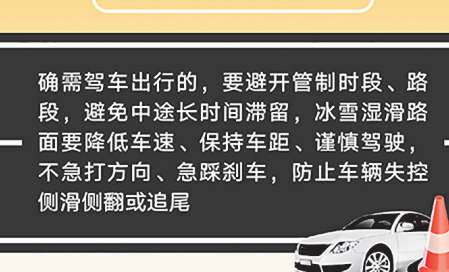 确需驾车出行的，要避开管制时段、路
段，避免中途长时间滞留，冰雪湿滑路
面要降低车速、保持车距、谨慎驾驶，
不急打方向、急踩刹车，防止车辆失控
侧滑侧翻或追尾